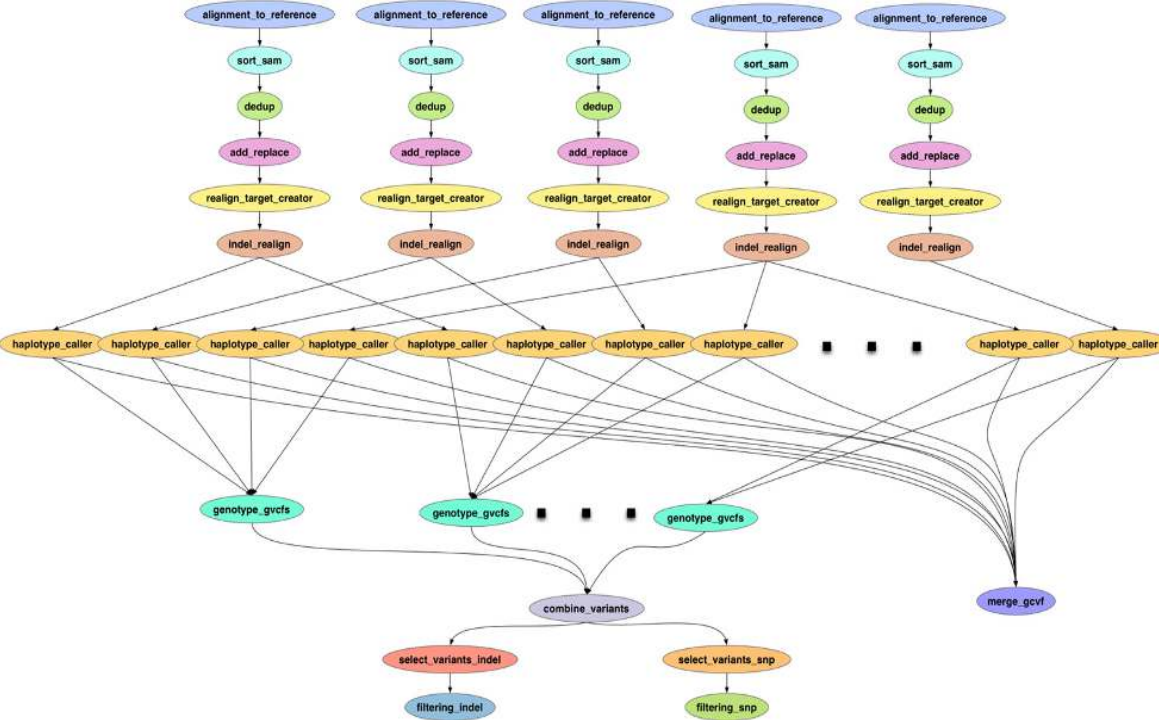 alignment_to_reference alignment_to_reference alignment_to_reference alignment_to_reference alignment_to_reference
sort_sam sort_sam sort_sam sort_sam sort_sam
dedup dedup dedup dedup dedup
add_replace add_replace add_replace add_replace add_replace
realign_target_creator realign_target_creator realign_target_creator realign_target_creator realign_target_creator
indel_realign indel_realign indel_realign indel_realign indel_realign
haplotype_caller haplotype_caller haplotype_caller haplotype_caller haplotype_caller haplotype_caller haplotype_caller haplotype_caller haplotype_caller haplotype_caller
genotype_gvcfs genotype_gvcfs genotype_gvcfs
merge_gcvf
combine_variants
select_variants_indel select_variants_snp
filtering_indel filtering_snp